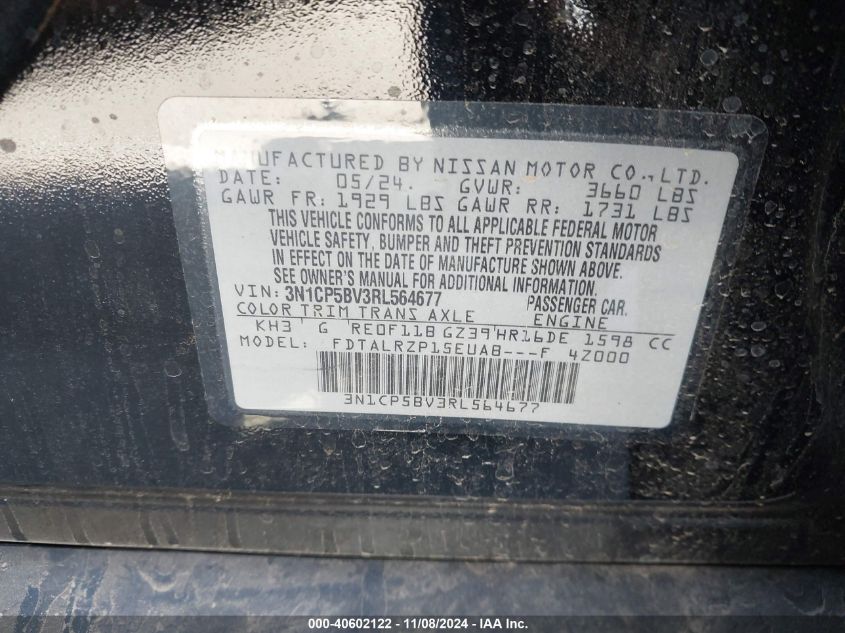 MANUFACTURED BY NISSAN MOTOR CO., LTD.
DATE: 05/24. GVWR: 3660 LBS
GAWR FR: 1929 LBS GAWR RR: 1731 LBS
THIS VEHICLE CONFORMS TO ALL APPLICABLE FEDERAL MOTOR
VEHICLE SAFETY, BUMPER AND THEFT PREVENTION STANDARDS
IN EFFECT ON THE DATE OF MANUFACTURE SHOWN ABOVE.
SEE OWNER'S MANUAL FOR ADDITIONAL INFORMATION.
VIN: 3N1CP5BV3RL564677 PASSENGER CAR.
COLOR TRIM TRANS AXLE ENGINE
KH3 G RE0F11B GZ39 HR16DE 1598 CC
MODEL: FDTALRZP15EUAB---F 4Z000
3N1CP5BV3RL564677
000-40602122 - 11/08/2024 - IAA Inc.